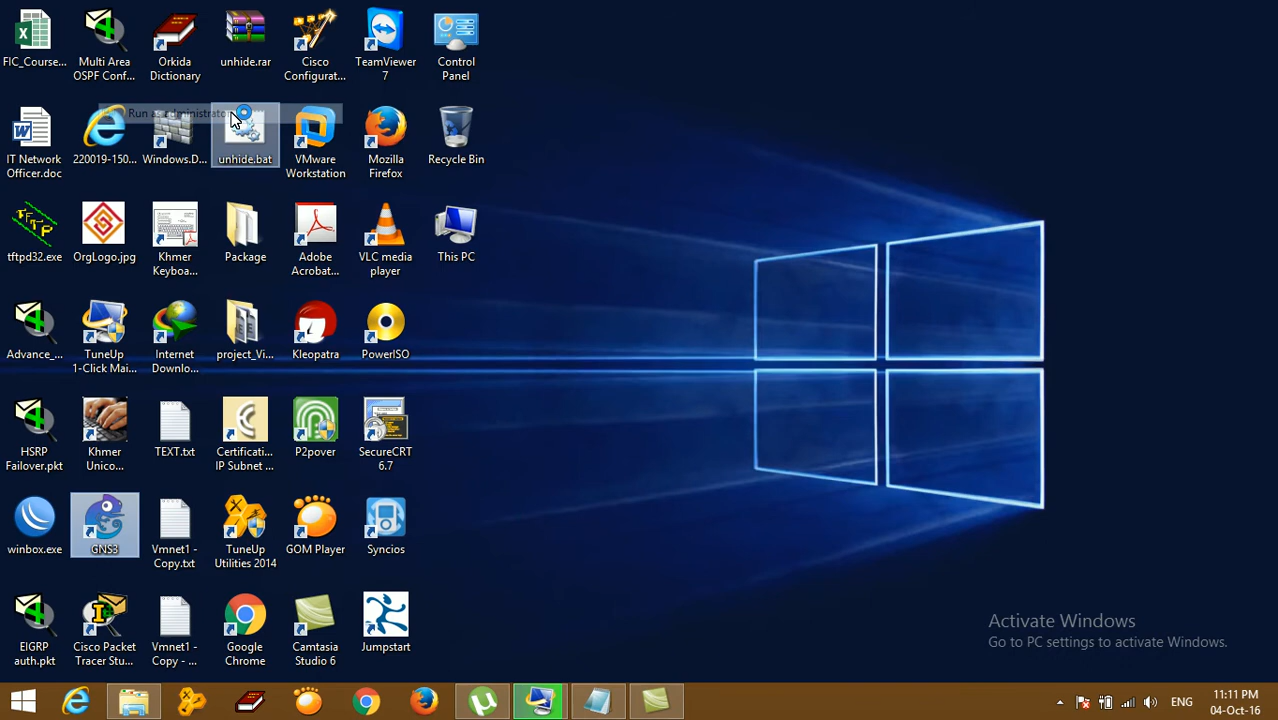 FIC_Course...
Multi Area
OSPF Conf...
Orkida
Dictionary
unhide.rar
Cisco
Configurat...
TeamViewer
7
Control
Panel
Run as administrator
IT Network
Officer.doc
220019-150...
Windows.D...
unhide.bat
VMware
Workstation
Mozilla
Firefox
Recycle Bin
TFTP
tftpd32.exe
OrgLogo.jpg
Khmer
Keyboa...
Package
Adobe
Acrobat...
VLC media
player
This PC
Advance_...
TuneUp
1-Click Mai...
Internet
Downlo...
project_Vi...
Kleopatra
PowerISO
HSRP
Failover.pkt
Khmer
Unico...
TEXT.txt
Certificati...
IP Subnet ...
P2pover
SecureCRT
6.7
winbox.exe
GNS3
Vmnet1 -
Copy.txt
TuneUp
Utilities 2014
GOM Player
Syncios
EIGRP
auth.pkt
Cisco Packet
Tracer Stu...
Vmnet1 -
Copy - ...
Google
Chrome
Camtasia
Studio 6
Jumpstart
Activate Windows
Go to PC settings to activate Windows.
ENG
11:11 PM
04-Oct-16